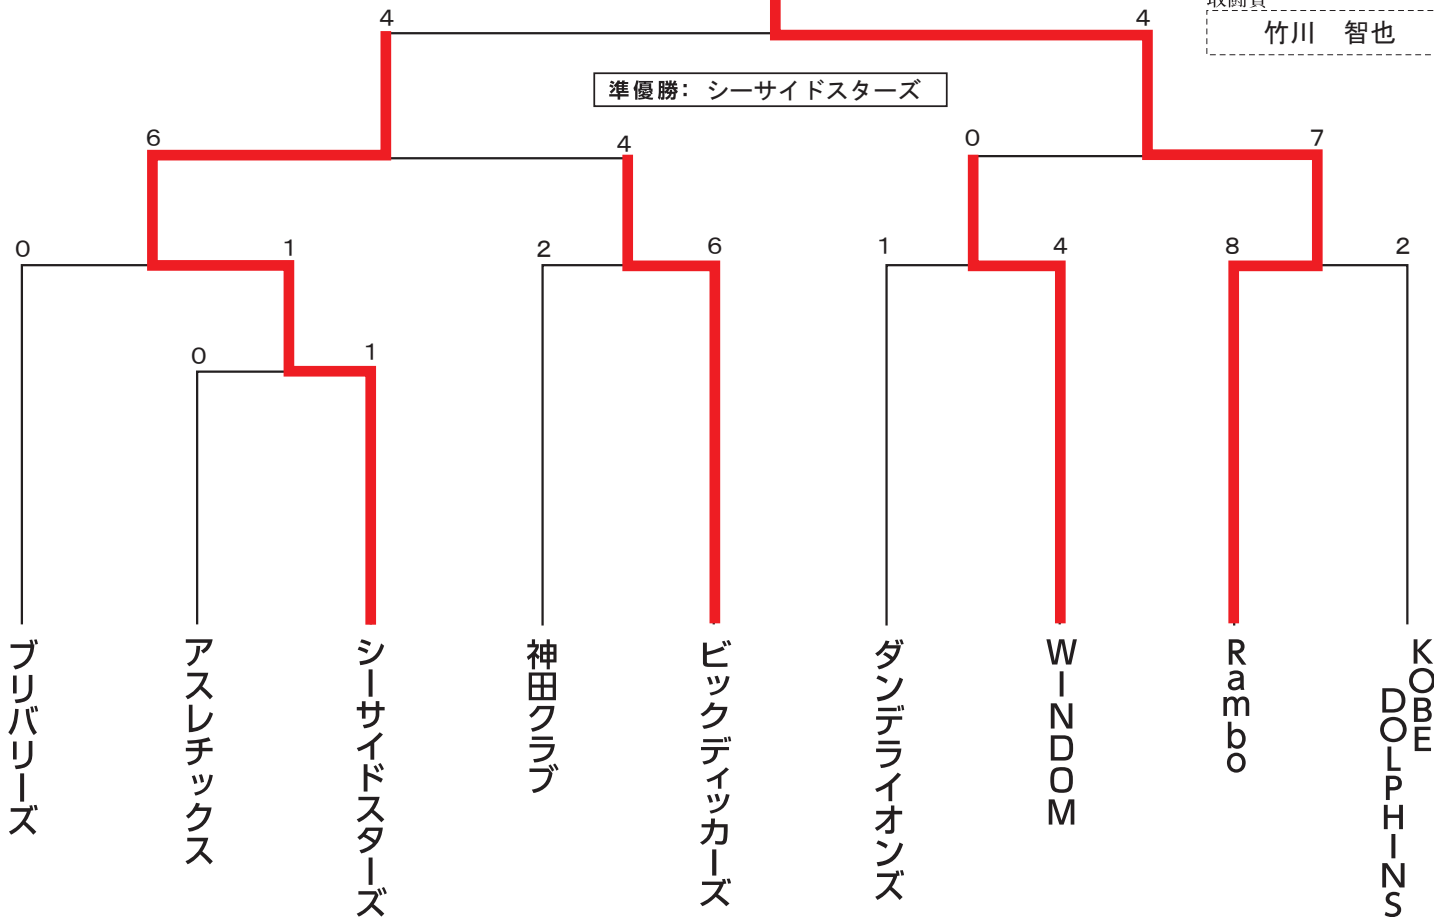 竹川 智也
4
4
準優勝: シーサイドスターズ
6
4
0
7
0
1
2
6
1
4
8
2
0
1
ブリバリーズ
アスレチックス
シーサイドスターズ
神田クラブ
ビックディッカーズ
ダンデライオンズ
WINDOM
Rambo
KOBE
DOLPHINS